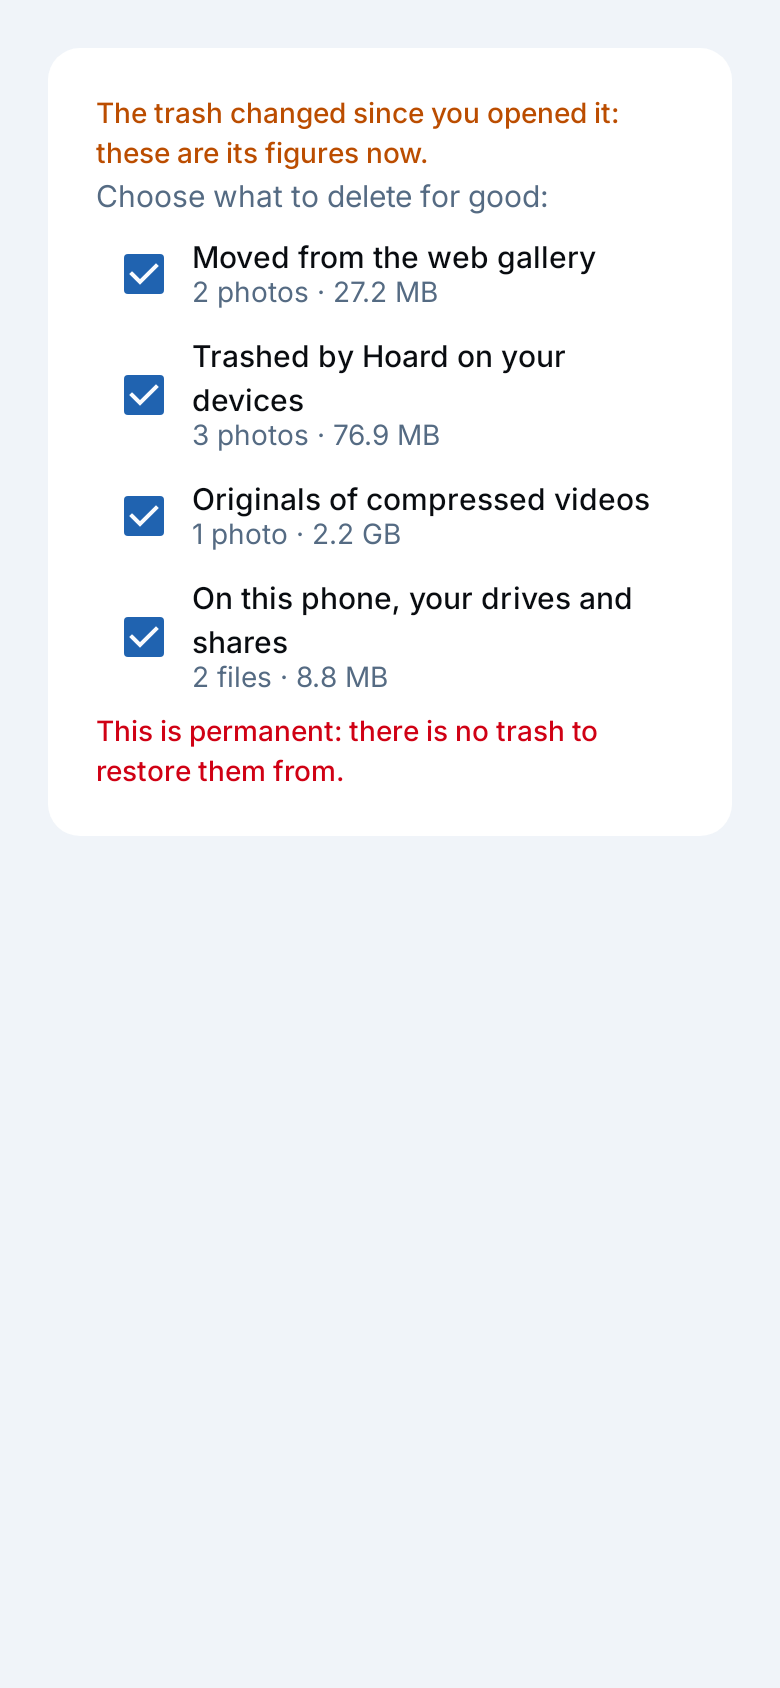 The trash changed since you opened it:
these are its figures now.
Choose what to delete for good:
Moved from the web gallery
2 photos · 27.2 MB
Trashed by Hoard on your
devices
3 photos · 76.9 MB
Originals of compressed videos
1 photo · 2.2 GB
On this phone, your drives and
shares
2 files · 8.8 MB
This is permanent: there is no trash to
restore them from.